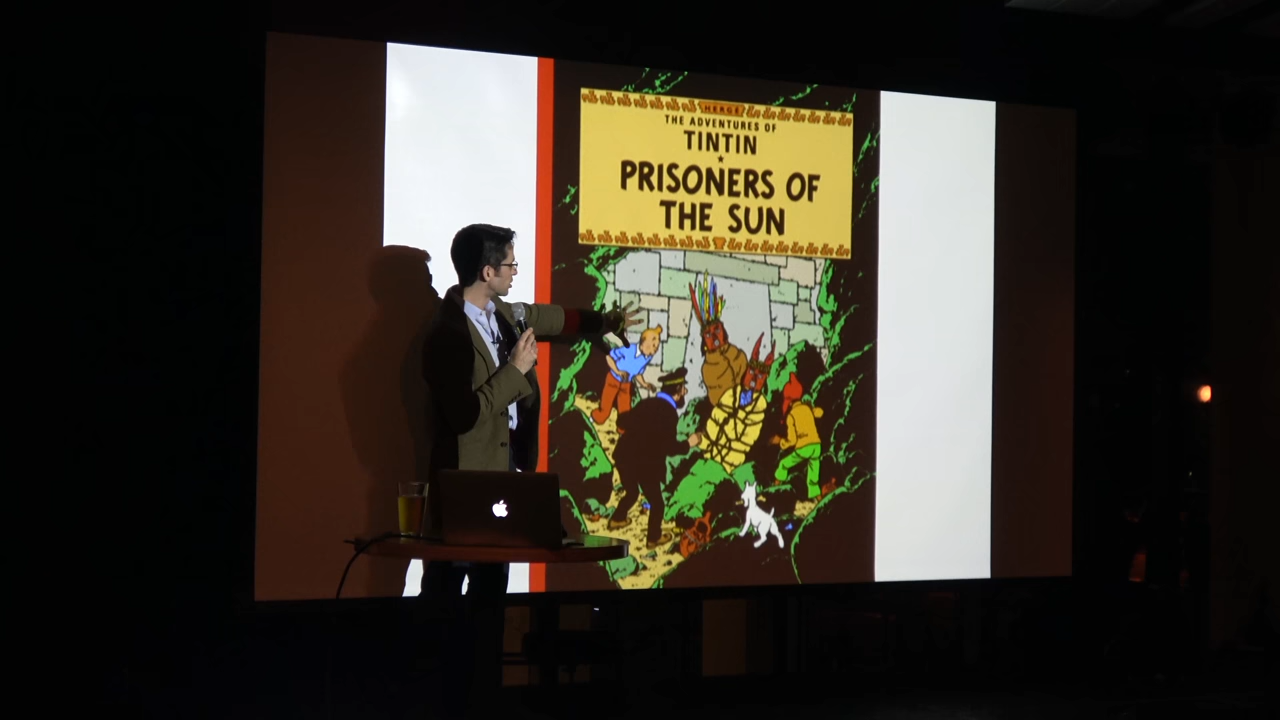 HERGÉ
THE ADVENTURES OF
TINTIN
PRISONERS OF
THE SUN